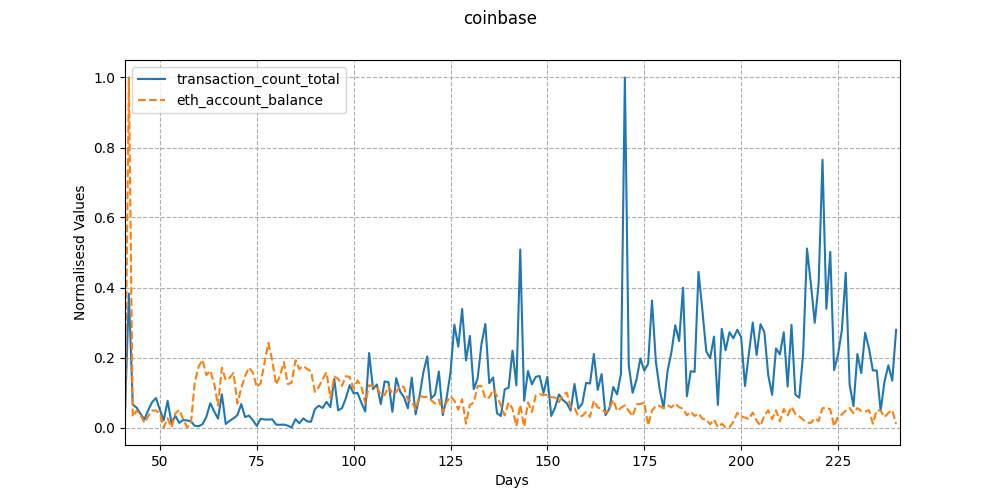 coinbase
transaction_count_total
eth_account_balance
1.0
0.8
0.6
0.4
0.2
0.0
Normalisesd Values
50 75 100 125 150 175 200 225
Days